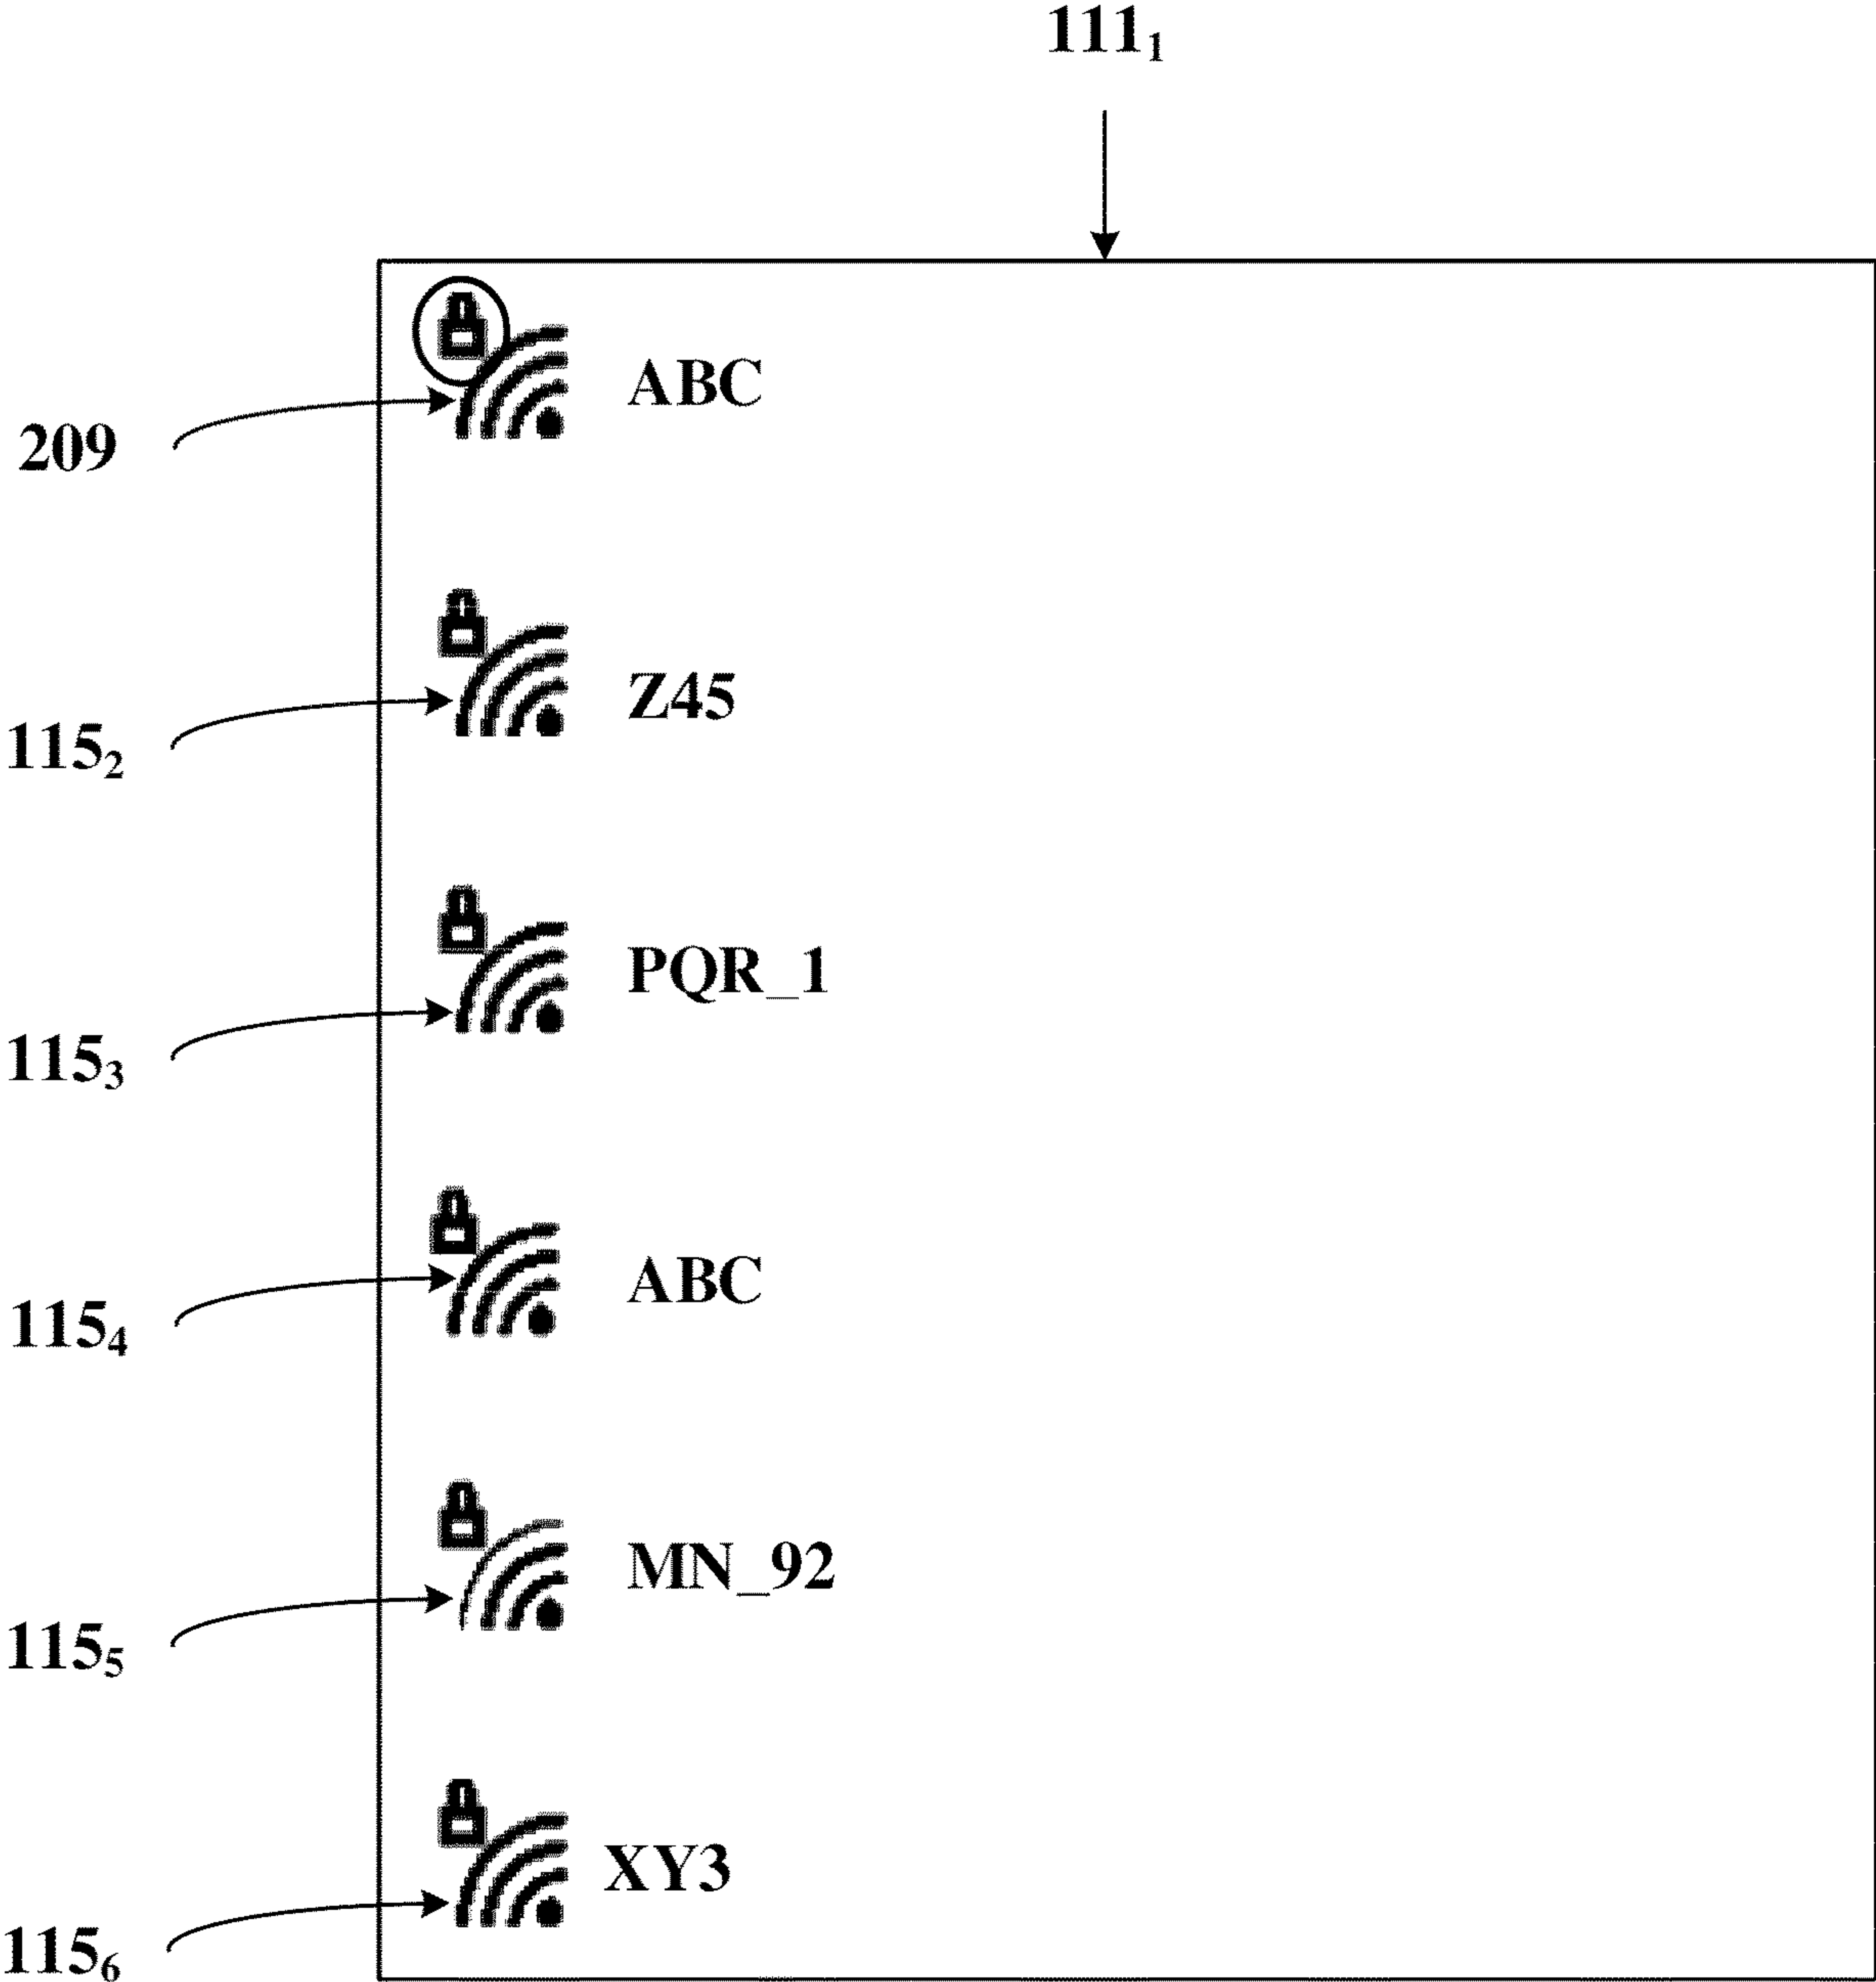 111₁
ABC
209
Z45
115₂
PQR_1
115₃
ABC
115₄
MN_92
115₅
XY3
115₆